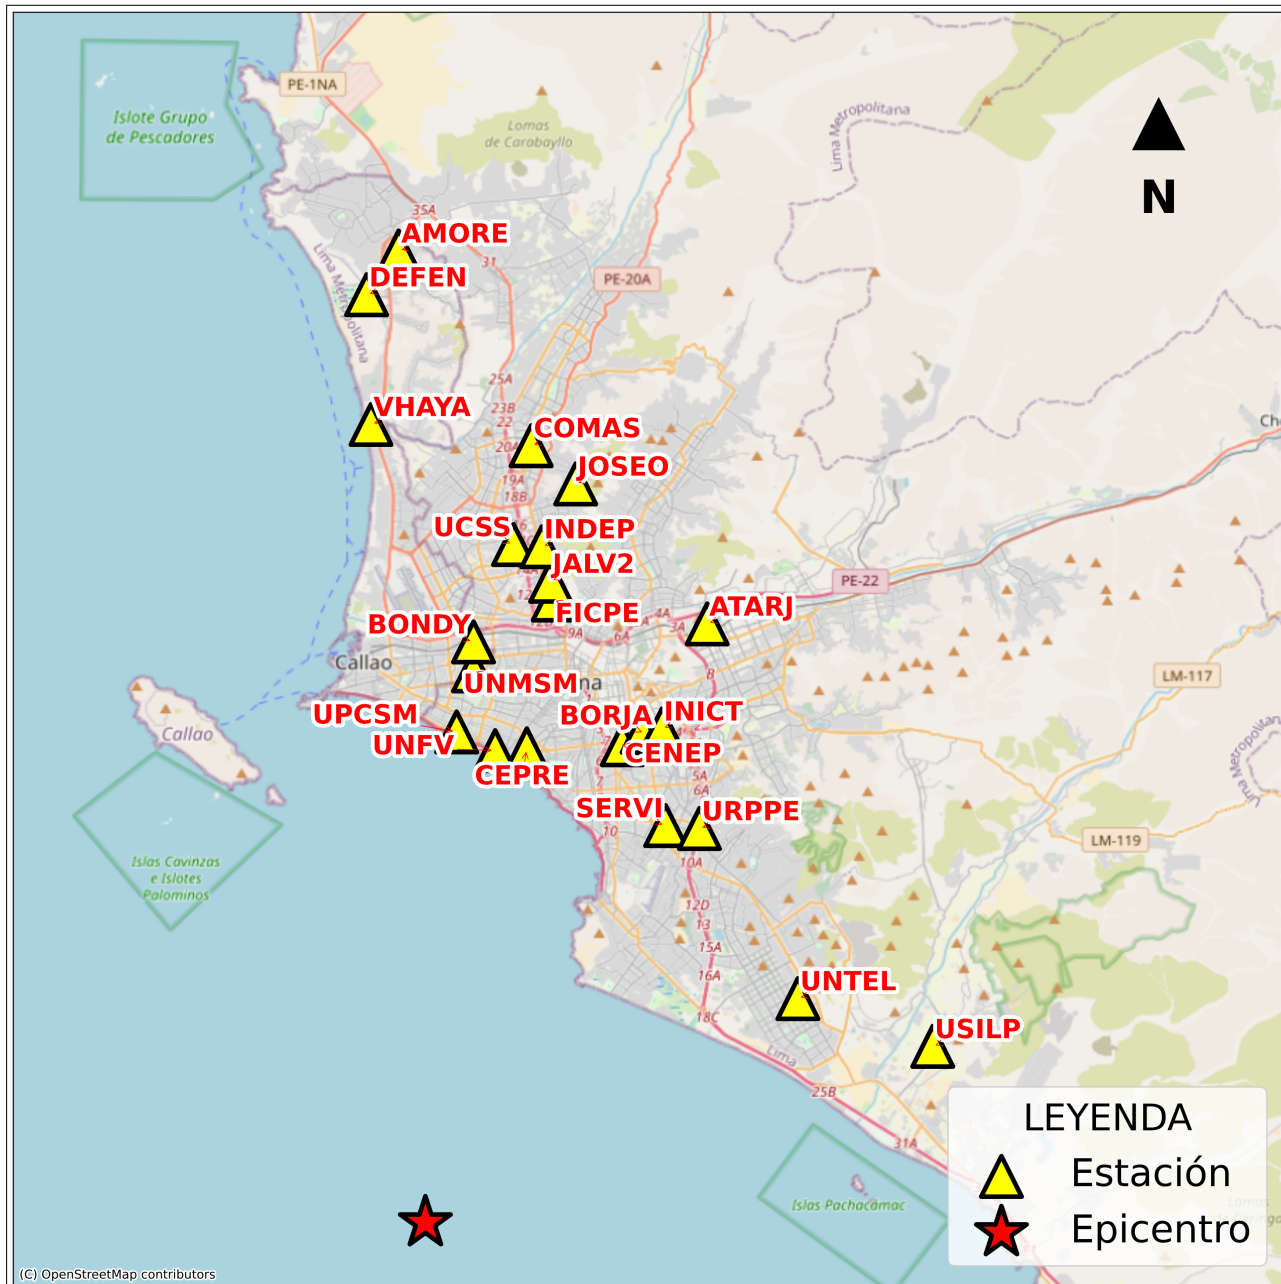 PE-1NA
Islote Grupo
de Pescadores
Lomas
de Carabayllo
Lima Metropolitana
N
35A
AMORE
31
DEFEN
PE-20A
Lima Metropolitana
25A
VHAYA
23B
22
COMAS
20A
JOSEO
19A
18B
UCSS
INDEP
JALV2
PE-22
FICPE
ATARJ
4A
3A
6A
9A
BONDY
Callao
UNMSM
8
LM-117
UPCSM
BORJA
INICT
Callao
UNFV
CENEP
CEPRE
5A
6A
7
SERVI
URPPE
10
LM-119
10A
Islas Cavinzas
e Islotes
Palominos
12D
13
15A
16A
UNTEL
18C
USILP
Lima
25B
LEYENDA
31A
Estación
Islas Pachacámac
Epicentro
(C) OpenStreetMap contributors